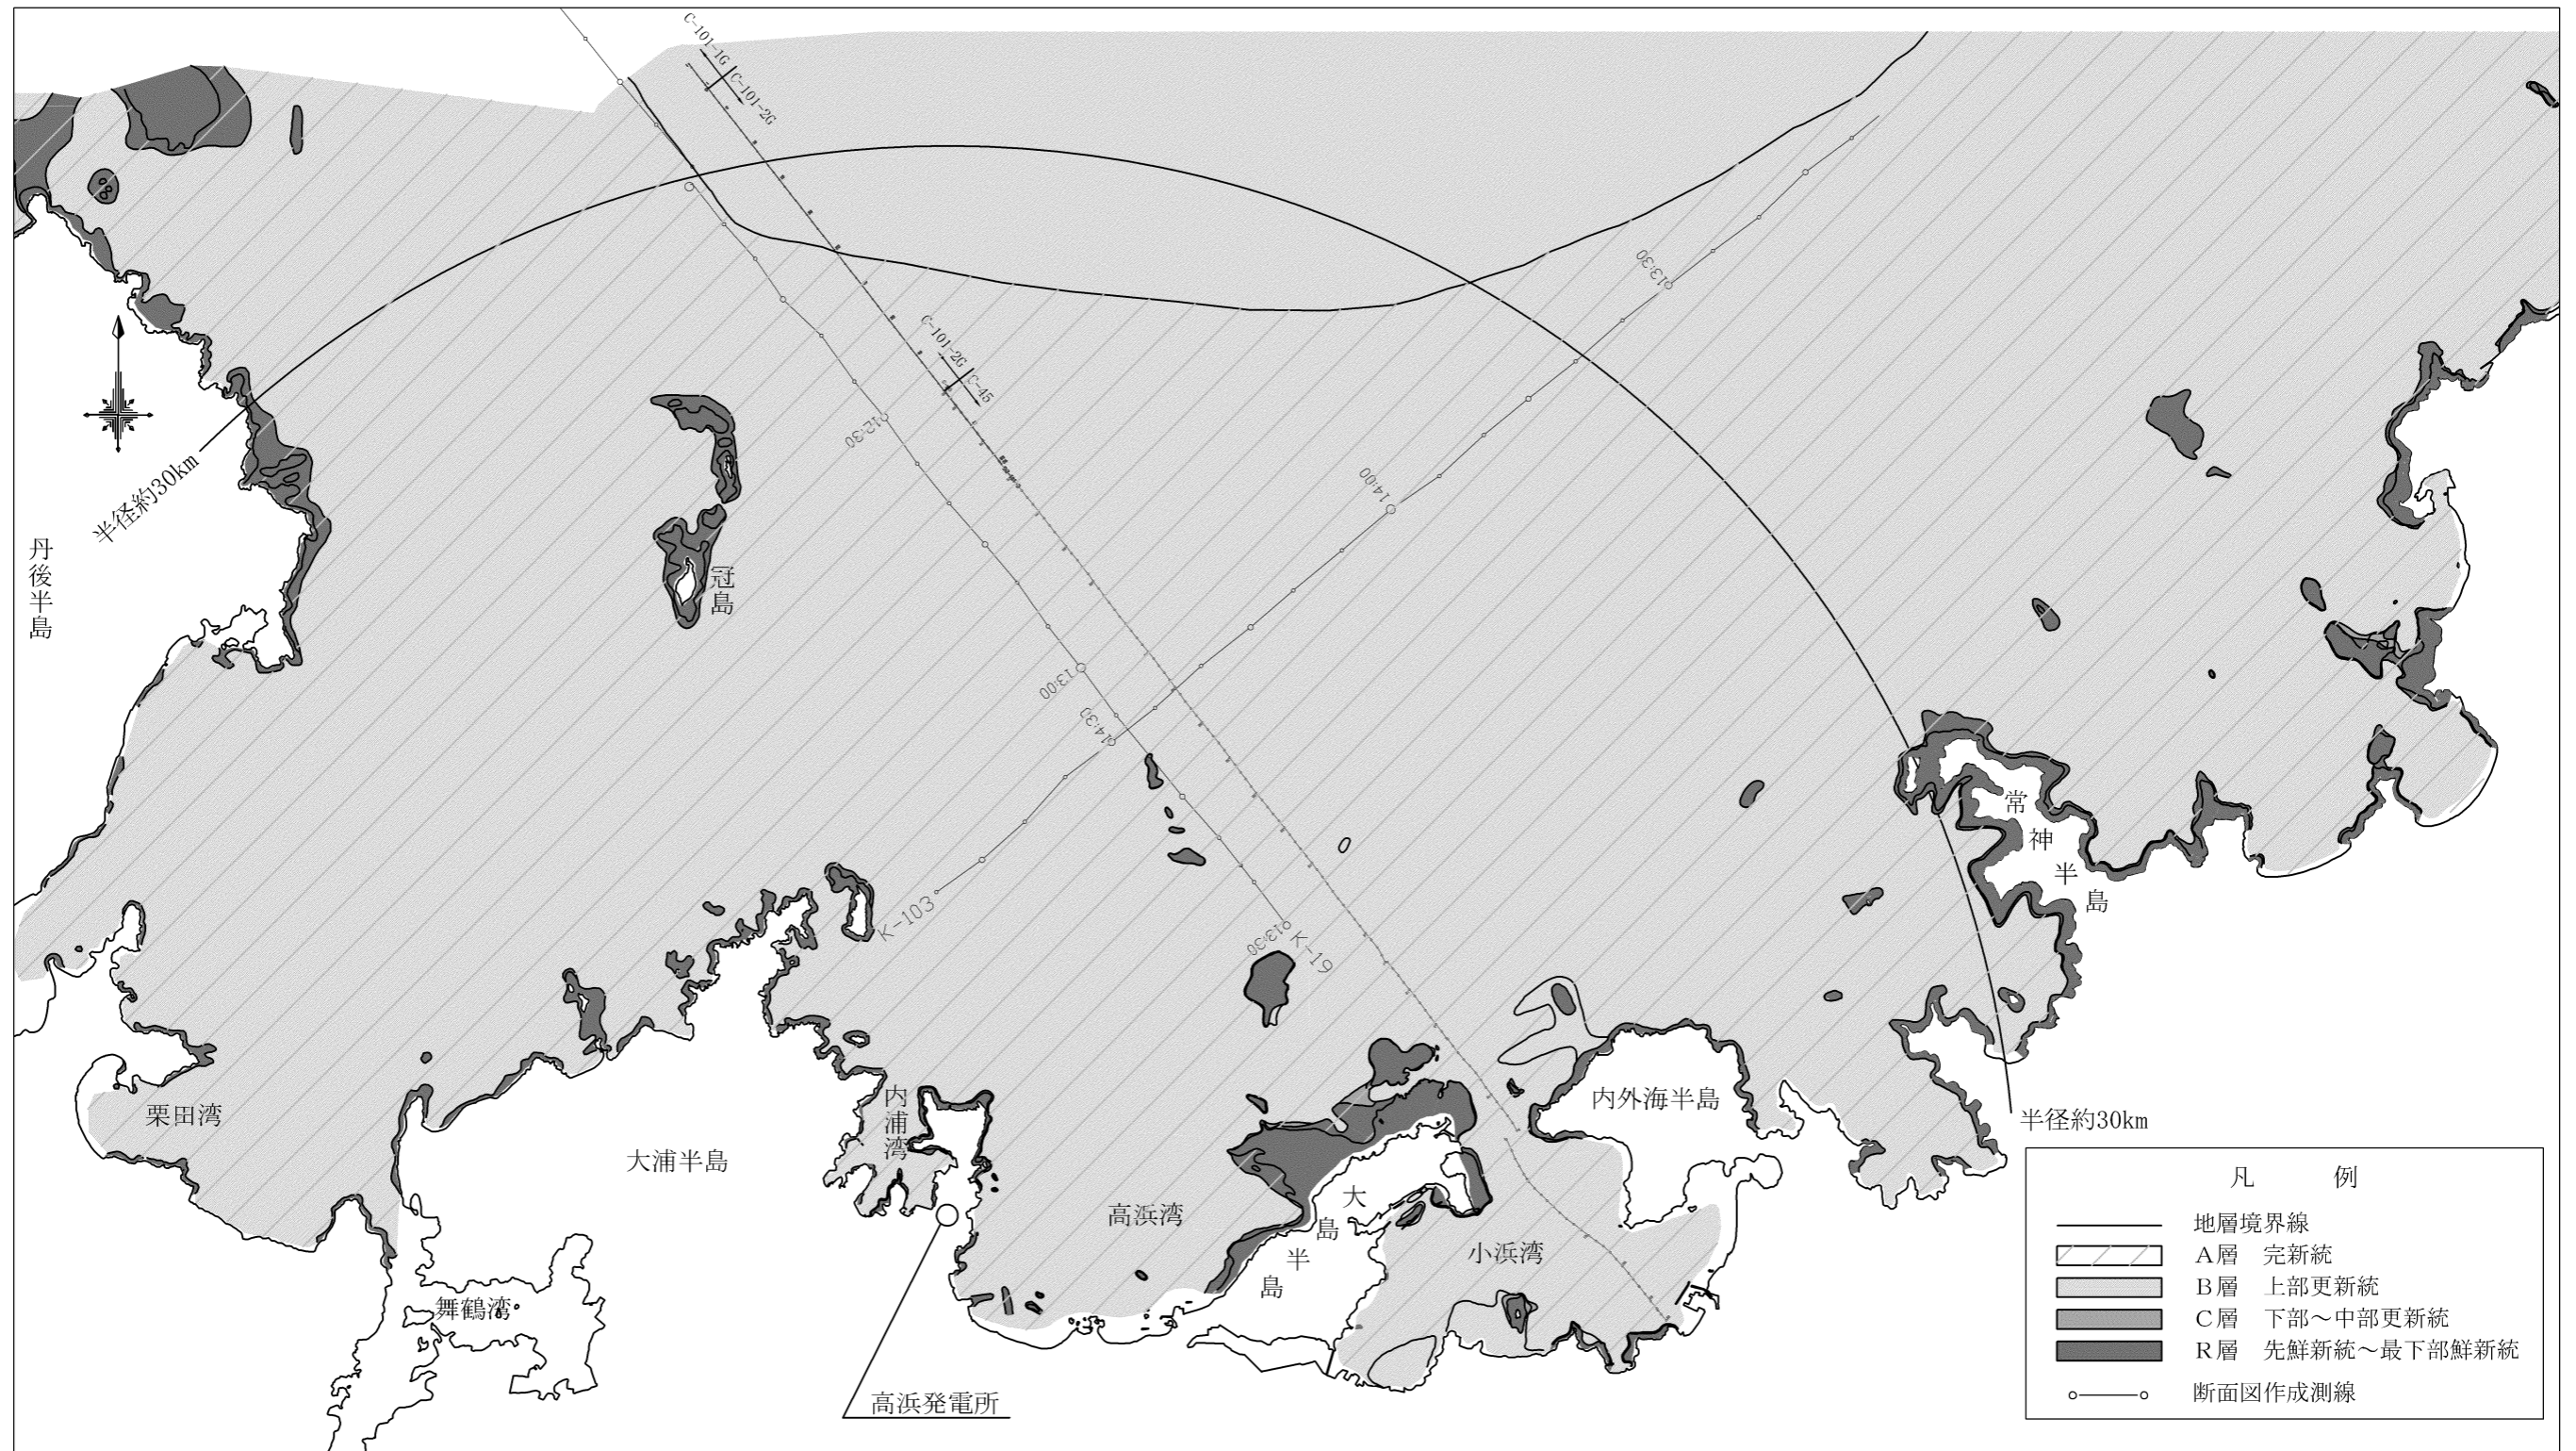 C-101-1G
C-101-2G
13:30
C-101-2G
C-45
12:30
14:00
半径約30km
丹後半島
冠島
13:00
14:30
常神半島
K-103
13:30
K-19
内浦湾
内外海半島
栗田湾
半径約30km
大浦半島
大島半島
高浜湾
小浜湾
舞鶴湾
高浜発電所
凡 例
地層境界線
A層 完新統
B層 上部更新統
C層 下部～中部更新統
R層 先鮮新統～最下部鮮新統
断面図作成測線